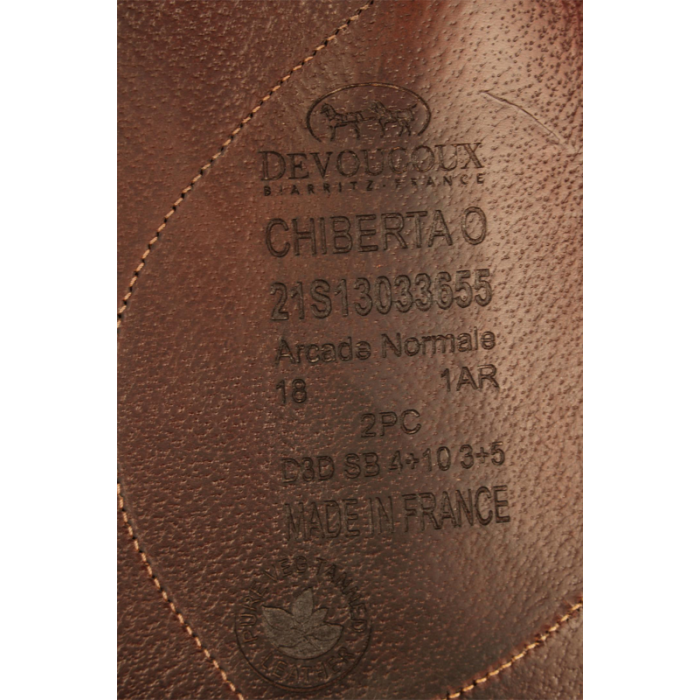 DEVOUCOUX
BIARRITZ-FRANCE
CHIBERTA O
21S13033655
Arcade Normale
18 1AR
2PC
D3D SB 4+10 3+5
MADE IN FRANCE
LEATHER